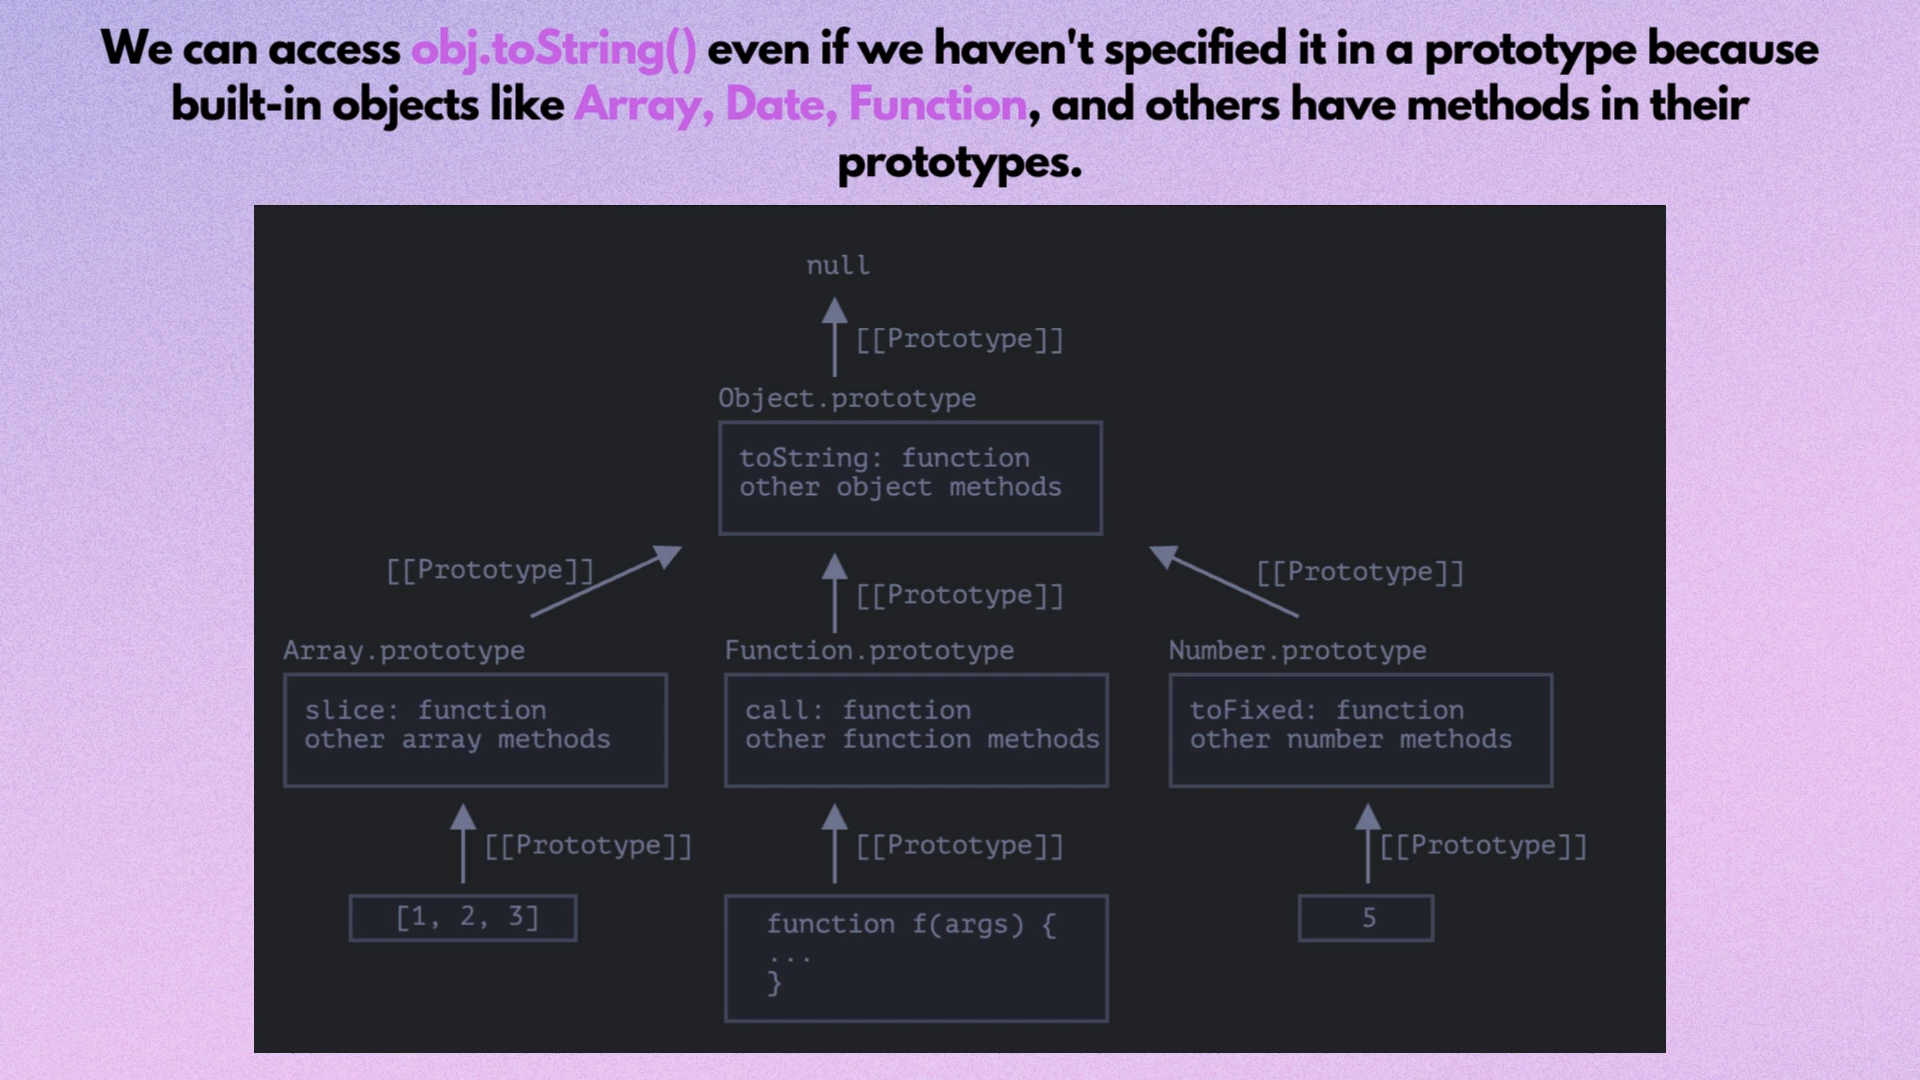 We can access obj.toString() even if we haven't specified it in a prototype because
built-in objects like Array, Date, Function, and others have methods in their
prototypes.
null
[[Prototype]]
Object.prototype
toString: function
other object methods
[[Prototype]]
[[Prototype]]
[[Prototype]]
Array.prototype
slice: function
other array methods
Function.prototype
call: function
other function methods
Number.prototype
toFixed: function
other number methods
[[Prototype]]
[[Prototype]]
[[Prototype]]
[1, 2, 3]
function f(args) {
...
}
5